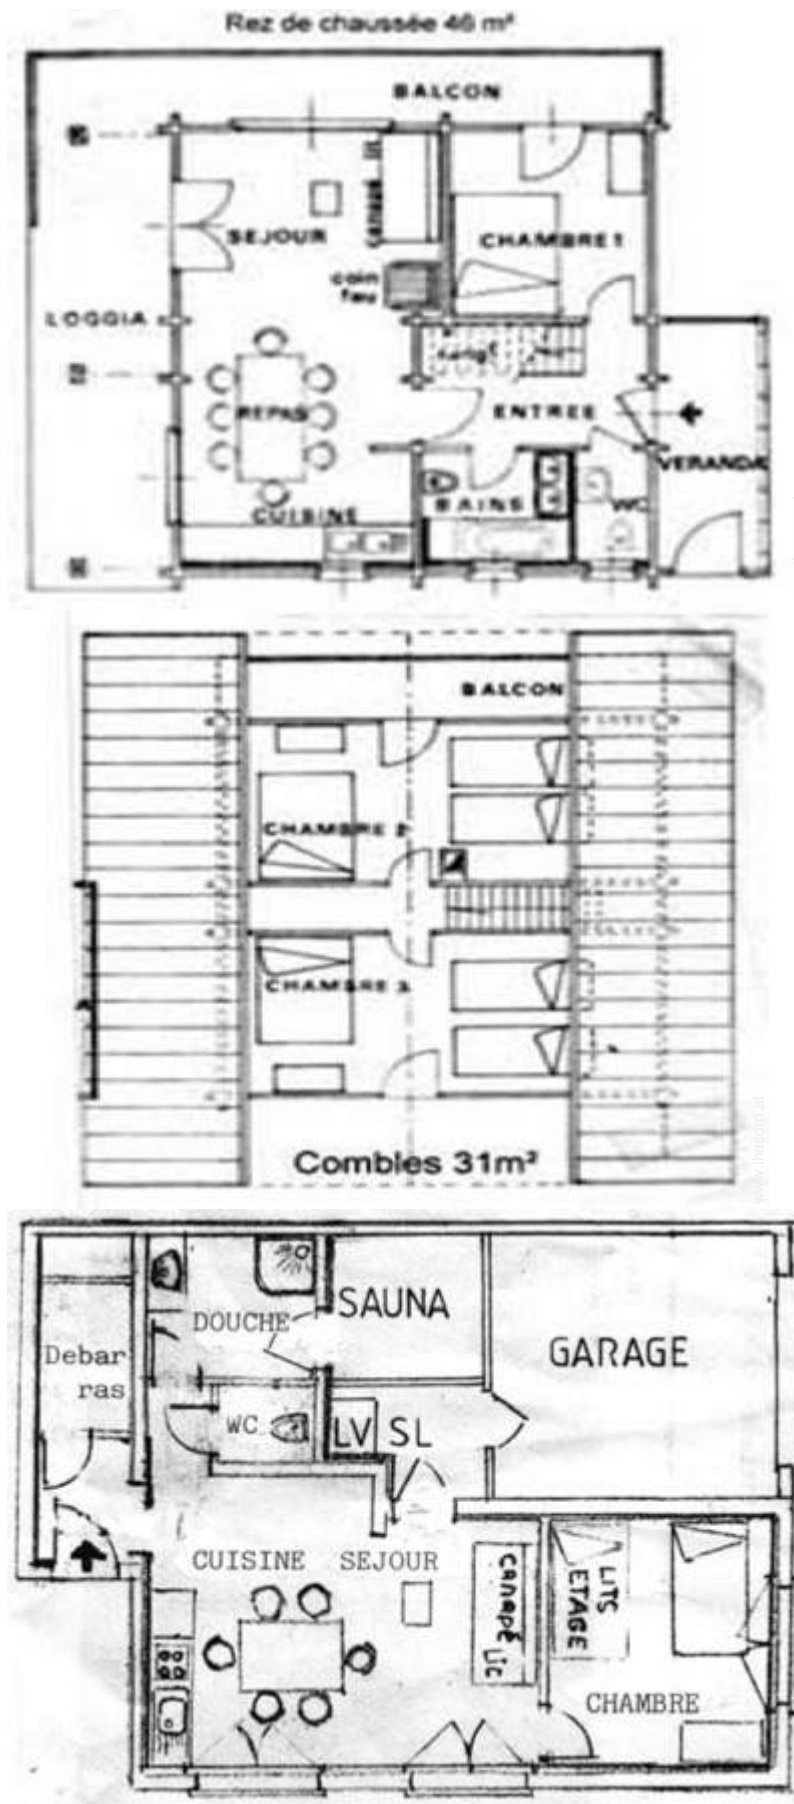 Rez de chaussée 46 m²
BALCON
canapé lit
SEJOUR
CHAMBRE 1
coin
feu
LOGGIA
REPAS
ENTREE
VERANDA
CUISINE
BAINS
WC
BALCON
CHAMBRE 2
CHAMBRE 3
Combles 31m²
SAUNA
DOUCHE
GARAGE
Debar
ras
WC
LV SL
CUISINE SEJOUR
canapé Lic
LITS
ETAGE
CHAMBRE